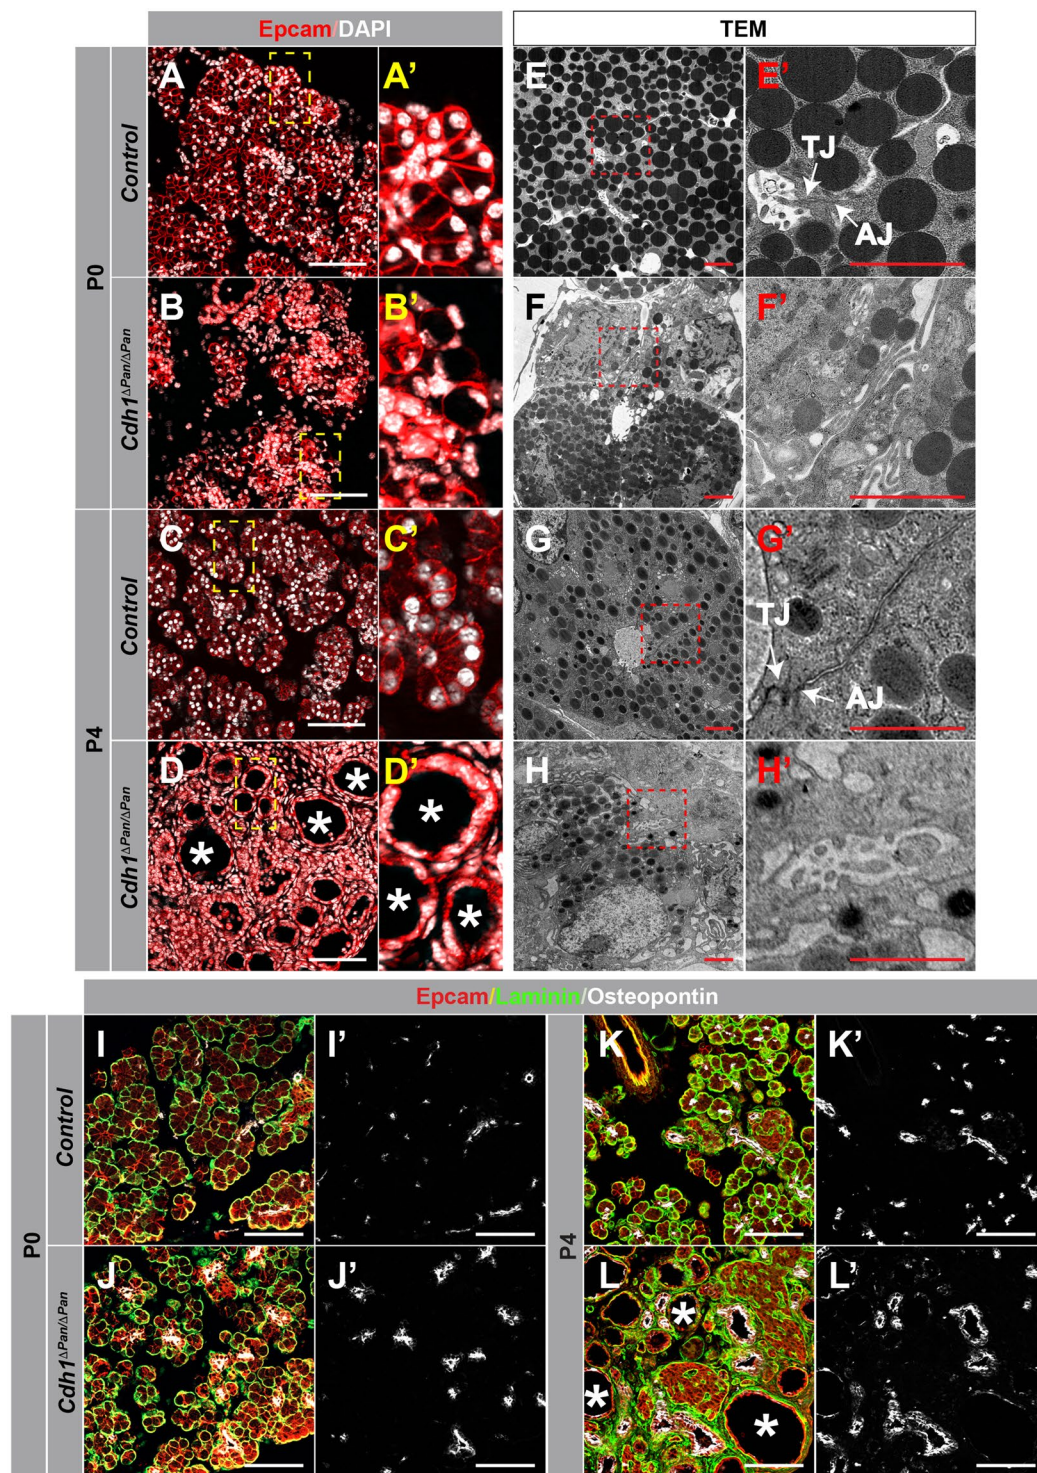 Epcam/DAPI
TEM
P0
Control
A
A'
E
E'
TJ
AJ
Cdh1ΔPan/ΔPan
B
B'
F
F'
P4
Control
C
C'
G
G'
TJ
AJ
Cdh1ΔPan/ΔPan
D
D'
H
H'
*
*
*
*
*
*
Epcam/Laminin/Osteopontin
P0
Control
I
I'
P4
K
K'
Cdh1ΔPan/ΔPan
J
J'
L
L'
*
*
*